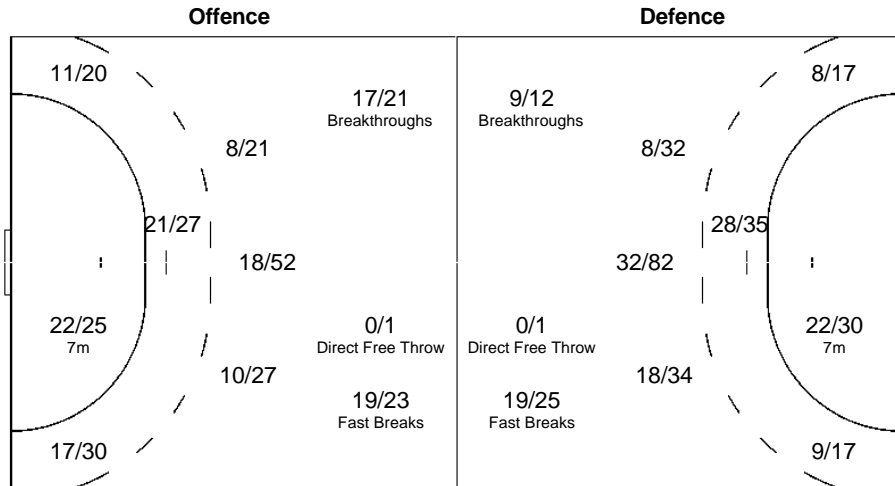 Offence
Defence
11/20
8/17
17/21
Breakthroughs
9/12
Breakthroughs
8/21
8/32
21/27
28/35
18/52
32/82
22/25
7m
0/1
Direct Free Throw
0/1
Direct Free Throw
22/30
7m
10/27
18/34
19/23
Fast Breaks
19/25
Fast Breaks
17/30
9/17